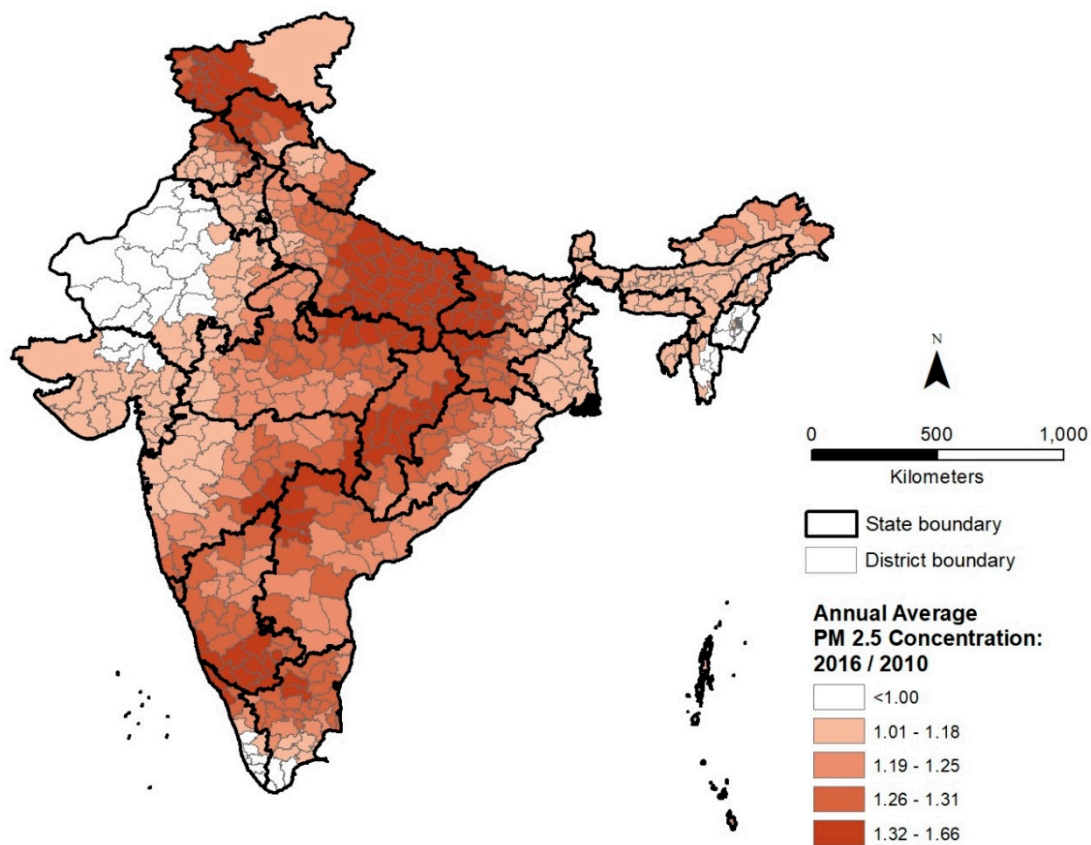 N
0 500 1,000
Kilometers
State boundary
District boundary
Annual Average
PM 2.5 Concentration:
2016 / 2010
<1.00
1.01 - 1.18
1.19 - 1.25
1.26 - 1.31
1.32 - 1.66